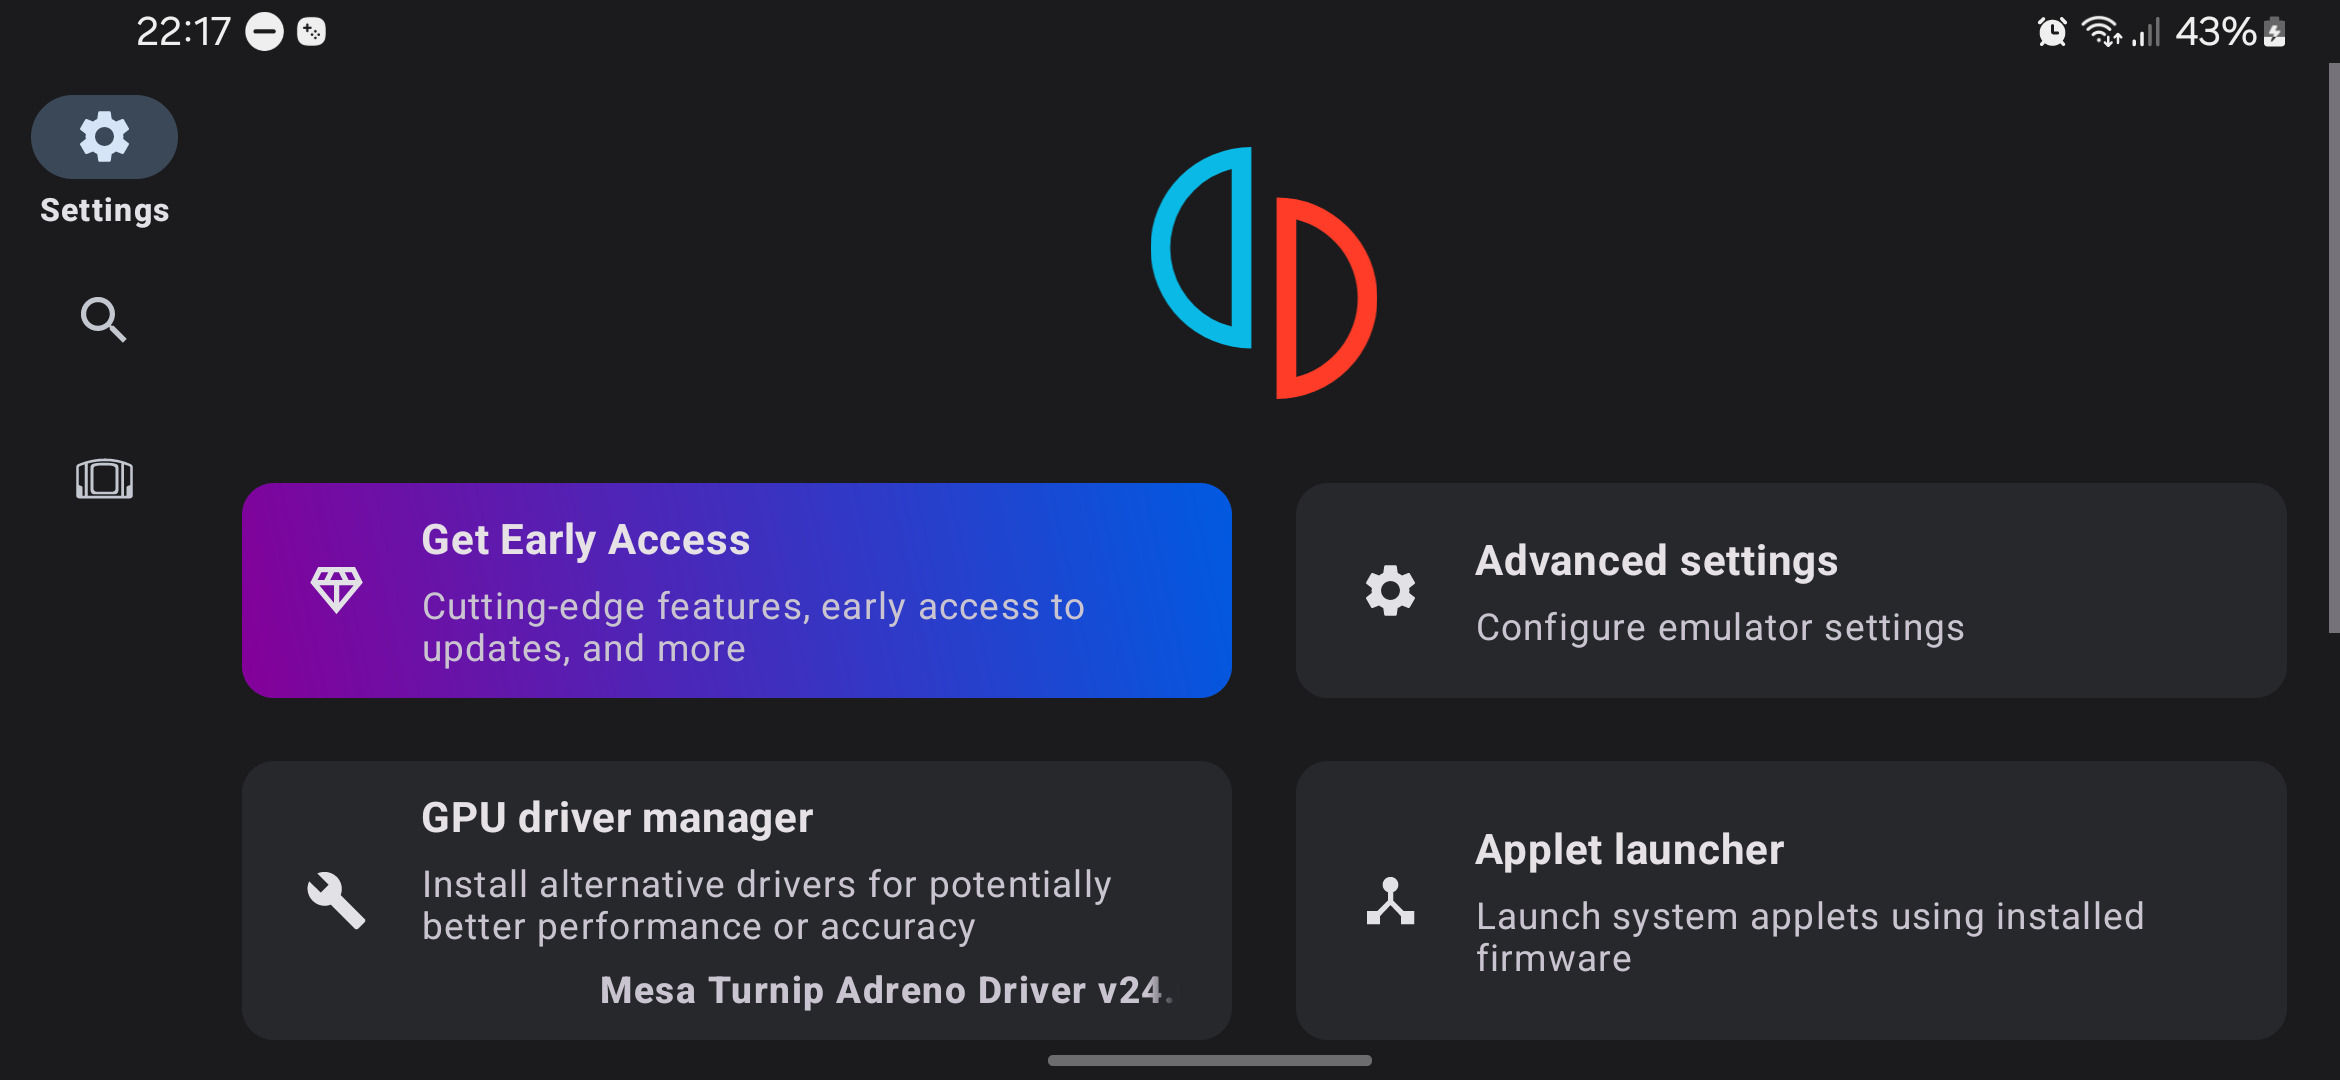 22:17
43%
Settings
Get Early Access
Cutting-edge features, early access to
updates, and more
Advanced settings
Configure emulator settings
GPU driver manager
Install alternative drivers for potentially
better performance or accuracy
Mesa Turnip Adreno Driver v24.
Applet launcher
Launch system applets using installed
firmware